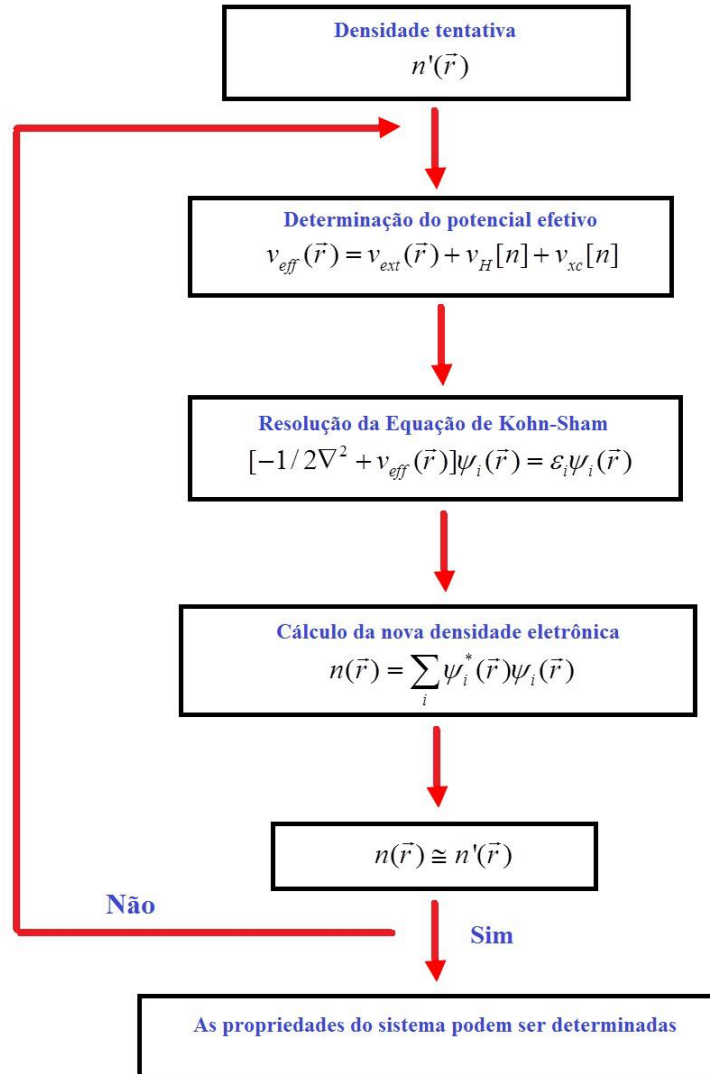 Densidade tentativa
n'(r⃗)
Determinação do potencial efetivo
v_eff(r⃗) = v_ext(r⃗) + v_H[n] + v_xc[n]
Resolução da Equação de Kohn-Sham
[−1/2∇² + v_eff(r⃗)]ψ_i(r⃗) = ε_iψ_i(r⃗)
Cálculo da nova densidade eletrônica
n(r⃗) = ∑_i ψ_i^*(r⃗)ψ_i(r⃗)
n(r⃗) ≅ n'(r⃗)
Não
Sim
As propriedades do sistema podem ser determinadas